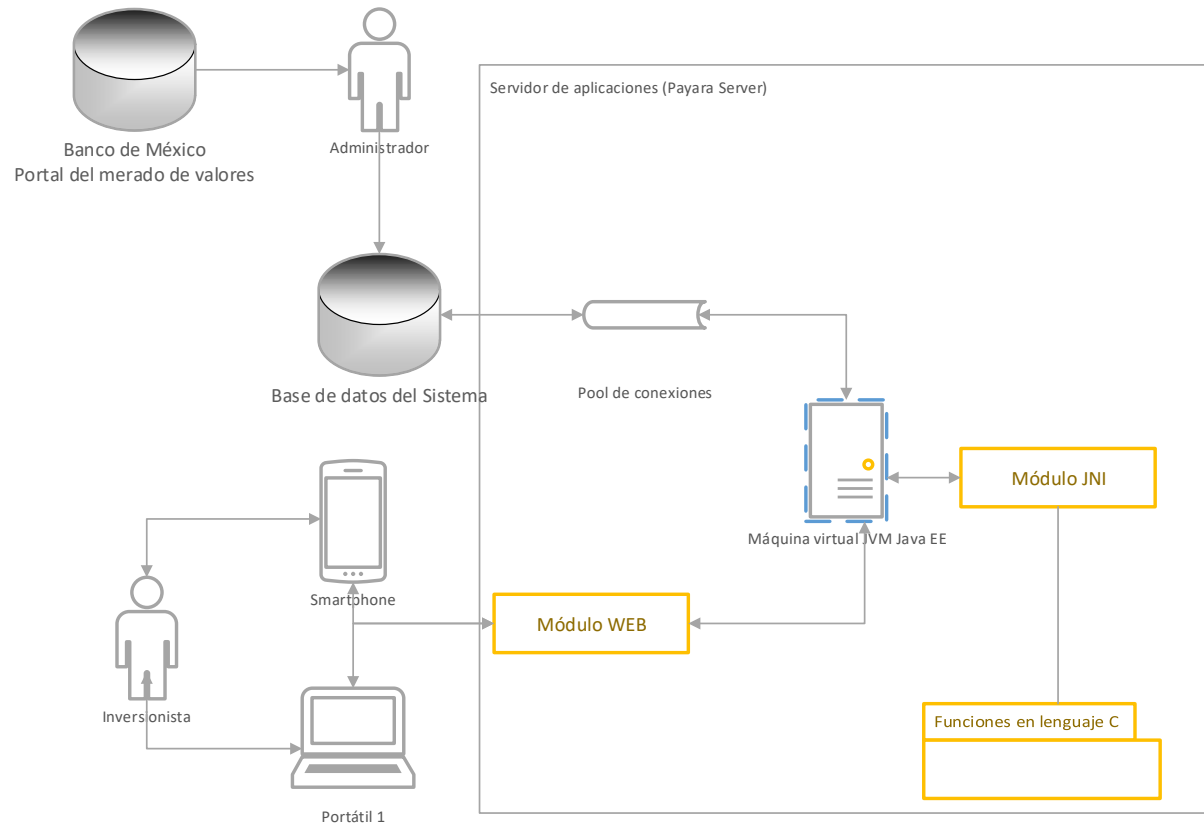 Servidor de aplicaciones (Payara Server)
Banco de México
Portal del merado de valores
Administrador
Base de datos del Sistema
Pool de conexiones
Módulo JNI
Máquina virtual JVM Java EE
Smartphone
Módulo WEB
Inversionista
Funciones en lenguaje C
Portátil 1